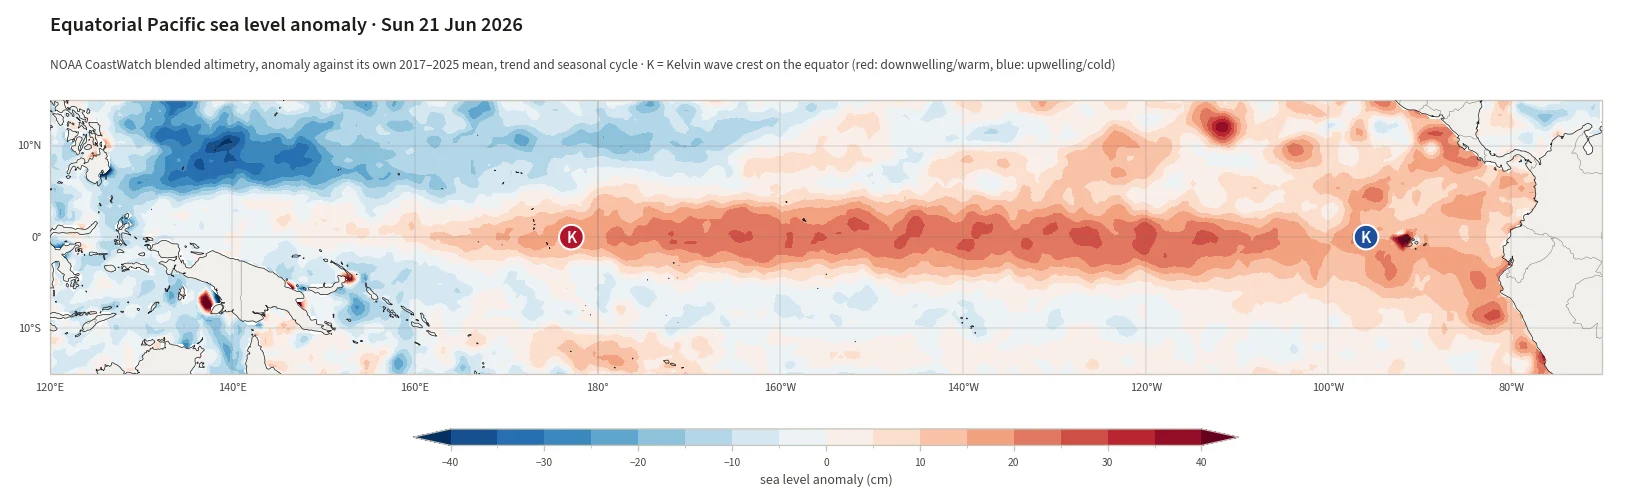 Equatorial Pacific sea level anomaly · Sun 21 Jun 2026
NOAA CoastWatch blended altimetry, anomaly against its own 2017–2025 mean, trend and seasonal cycle · K = Kelvin wave crest on the equator (red: downwelling/warm, blue: upwelling/cold)
10°N
0°
K
K
10°S
120°E 140°E 160°E 180° 160°W 140°W 120°W 100°W 80°W
−40 −30 −20 −10 0 10 20 30 40
sea level anomaly (cm)